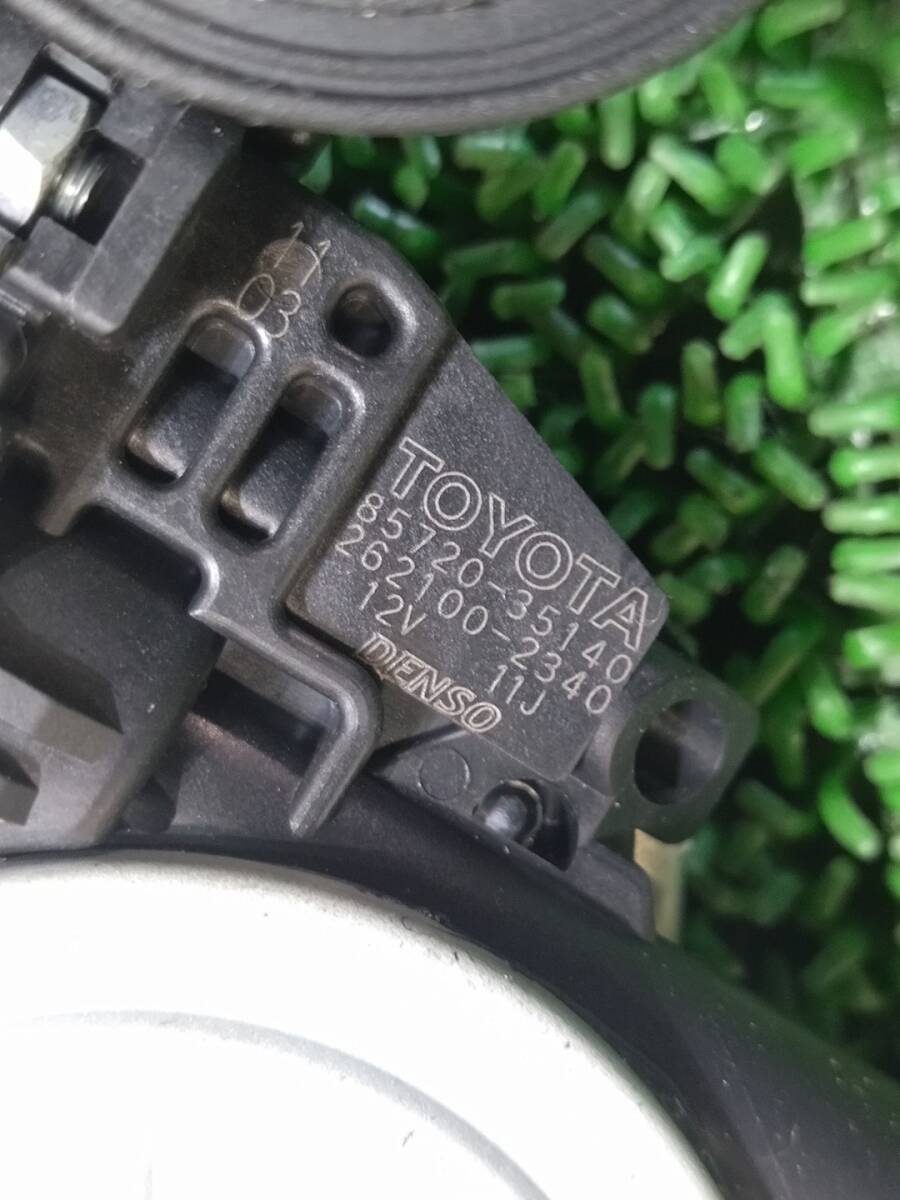 11
03
TOYOTA
85720-35140
262100-2340
12V 11J
DENSO